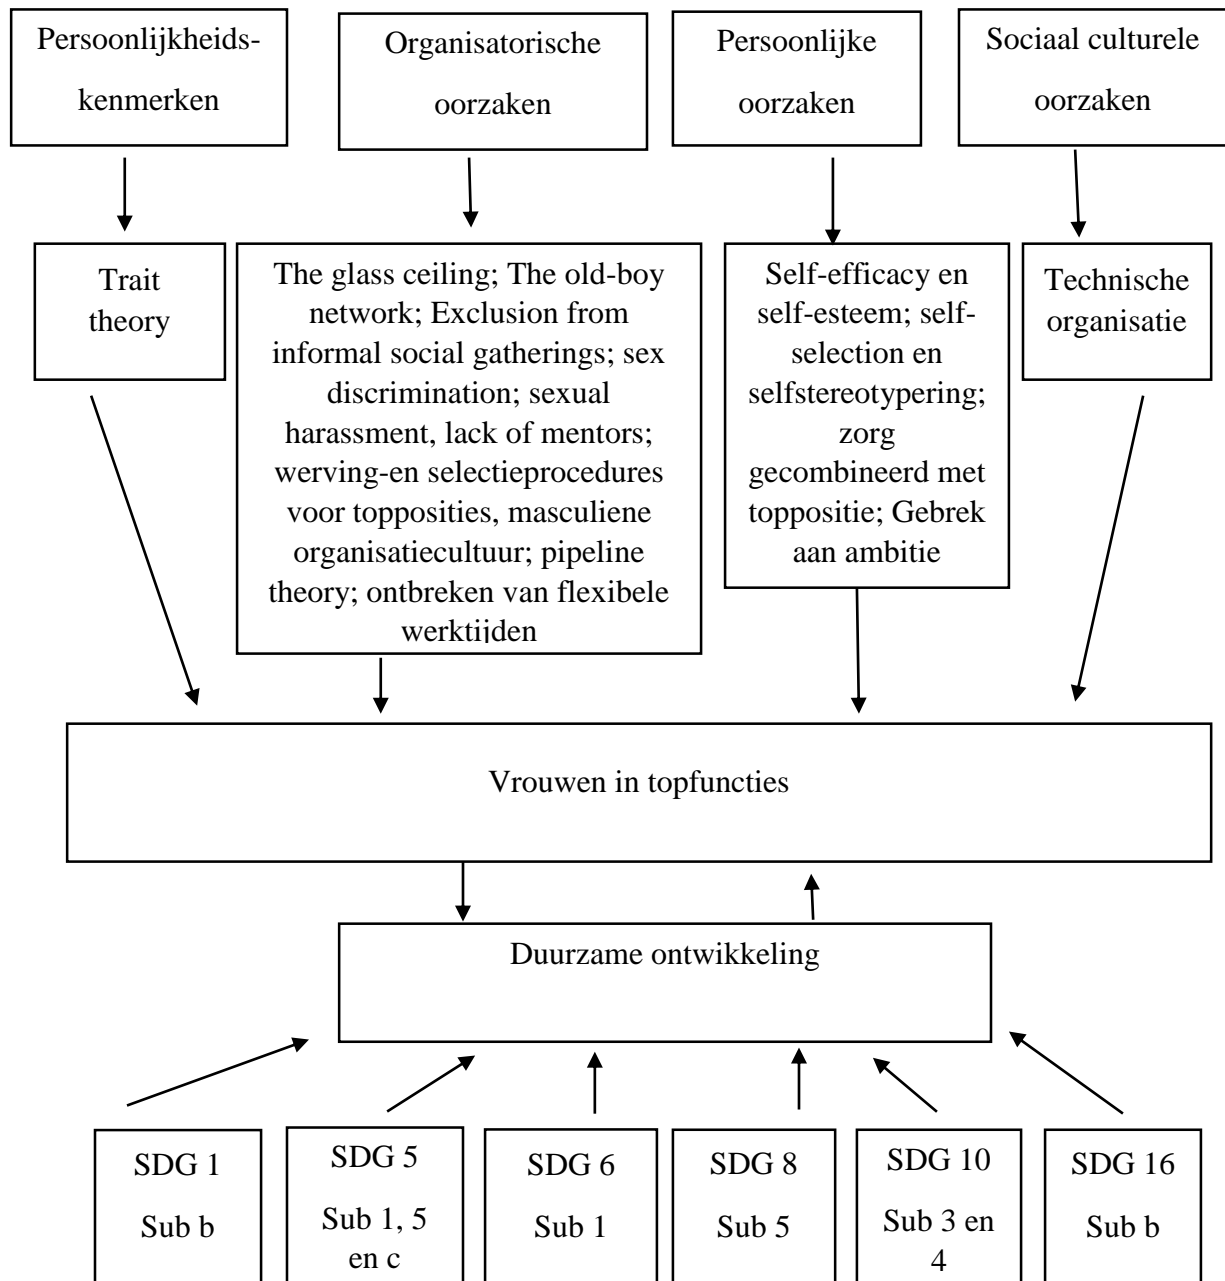 Persoonlijkheids-
kenmerken
Organisatorische
oorzaken
Persoonlijke
oorzaken
Sociaal culturele
oorzaken
Trait
theory
The glass ceiling; The old-boy
network; Exclusion from
informal social gatherings; sex
discrimination; sexual
harassment, lack of mentors;
werving-en selectieprocedures
voor topposities, masculiene
organisatiecultuur; pipeline
theory; ontbreken van flexibele
werktijden
Self-efficacy en
self-esteem; self-
selection en
selfstereotypering;
zorg
gecombineerd met
toppositie; Gebrek
aan ambitie
Technische
organisatie
Vrouwen in topfuncties
Duurzame ontwikkeling
SDG 1
Sub b
SDG 5
Sub 1, 5
en c
SDG 6
Sub 1
SDG 8
Sub 5
SDG 10
Sub 3 en
4
SDG 16
Sub b